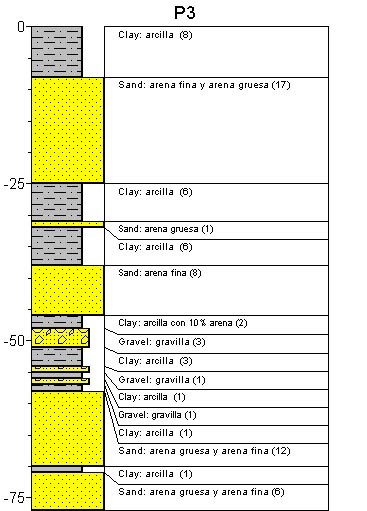 P3
0
Clay: arcilla (8)
Sand: arena fina y arena gruesa (17)
-25
Clay: arcilla (6)
Sand: arena gruesa (1)
Clay: arcilla (6)
Sand: arena fina (8)
Clay: arcilla con 10% arena (2)
-50
Gravel: gravilla (3)
Clay: arcilla (3)
Gravel: gravilla (1)
Clay: arcilla (1)
Gravel: gravilla (1)
Clay: arcilla (1)
Sand: arena gruesa y arena fina (12)
Clay: arcilla (1)
-75
Sand: arena gruesa y arena fina (6)